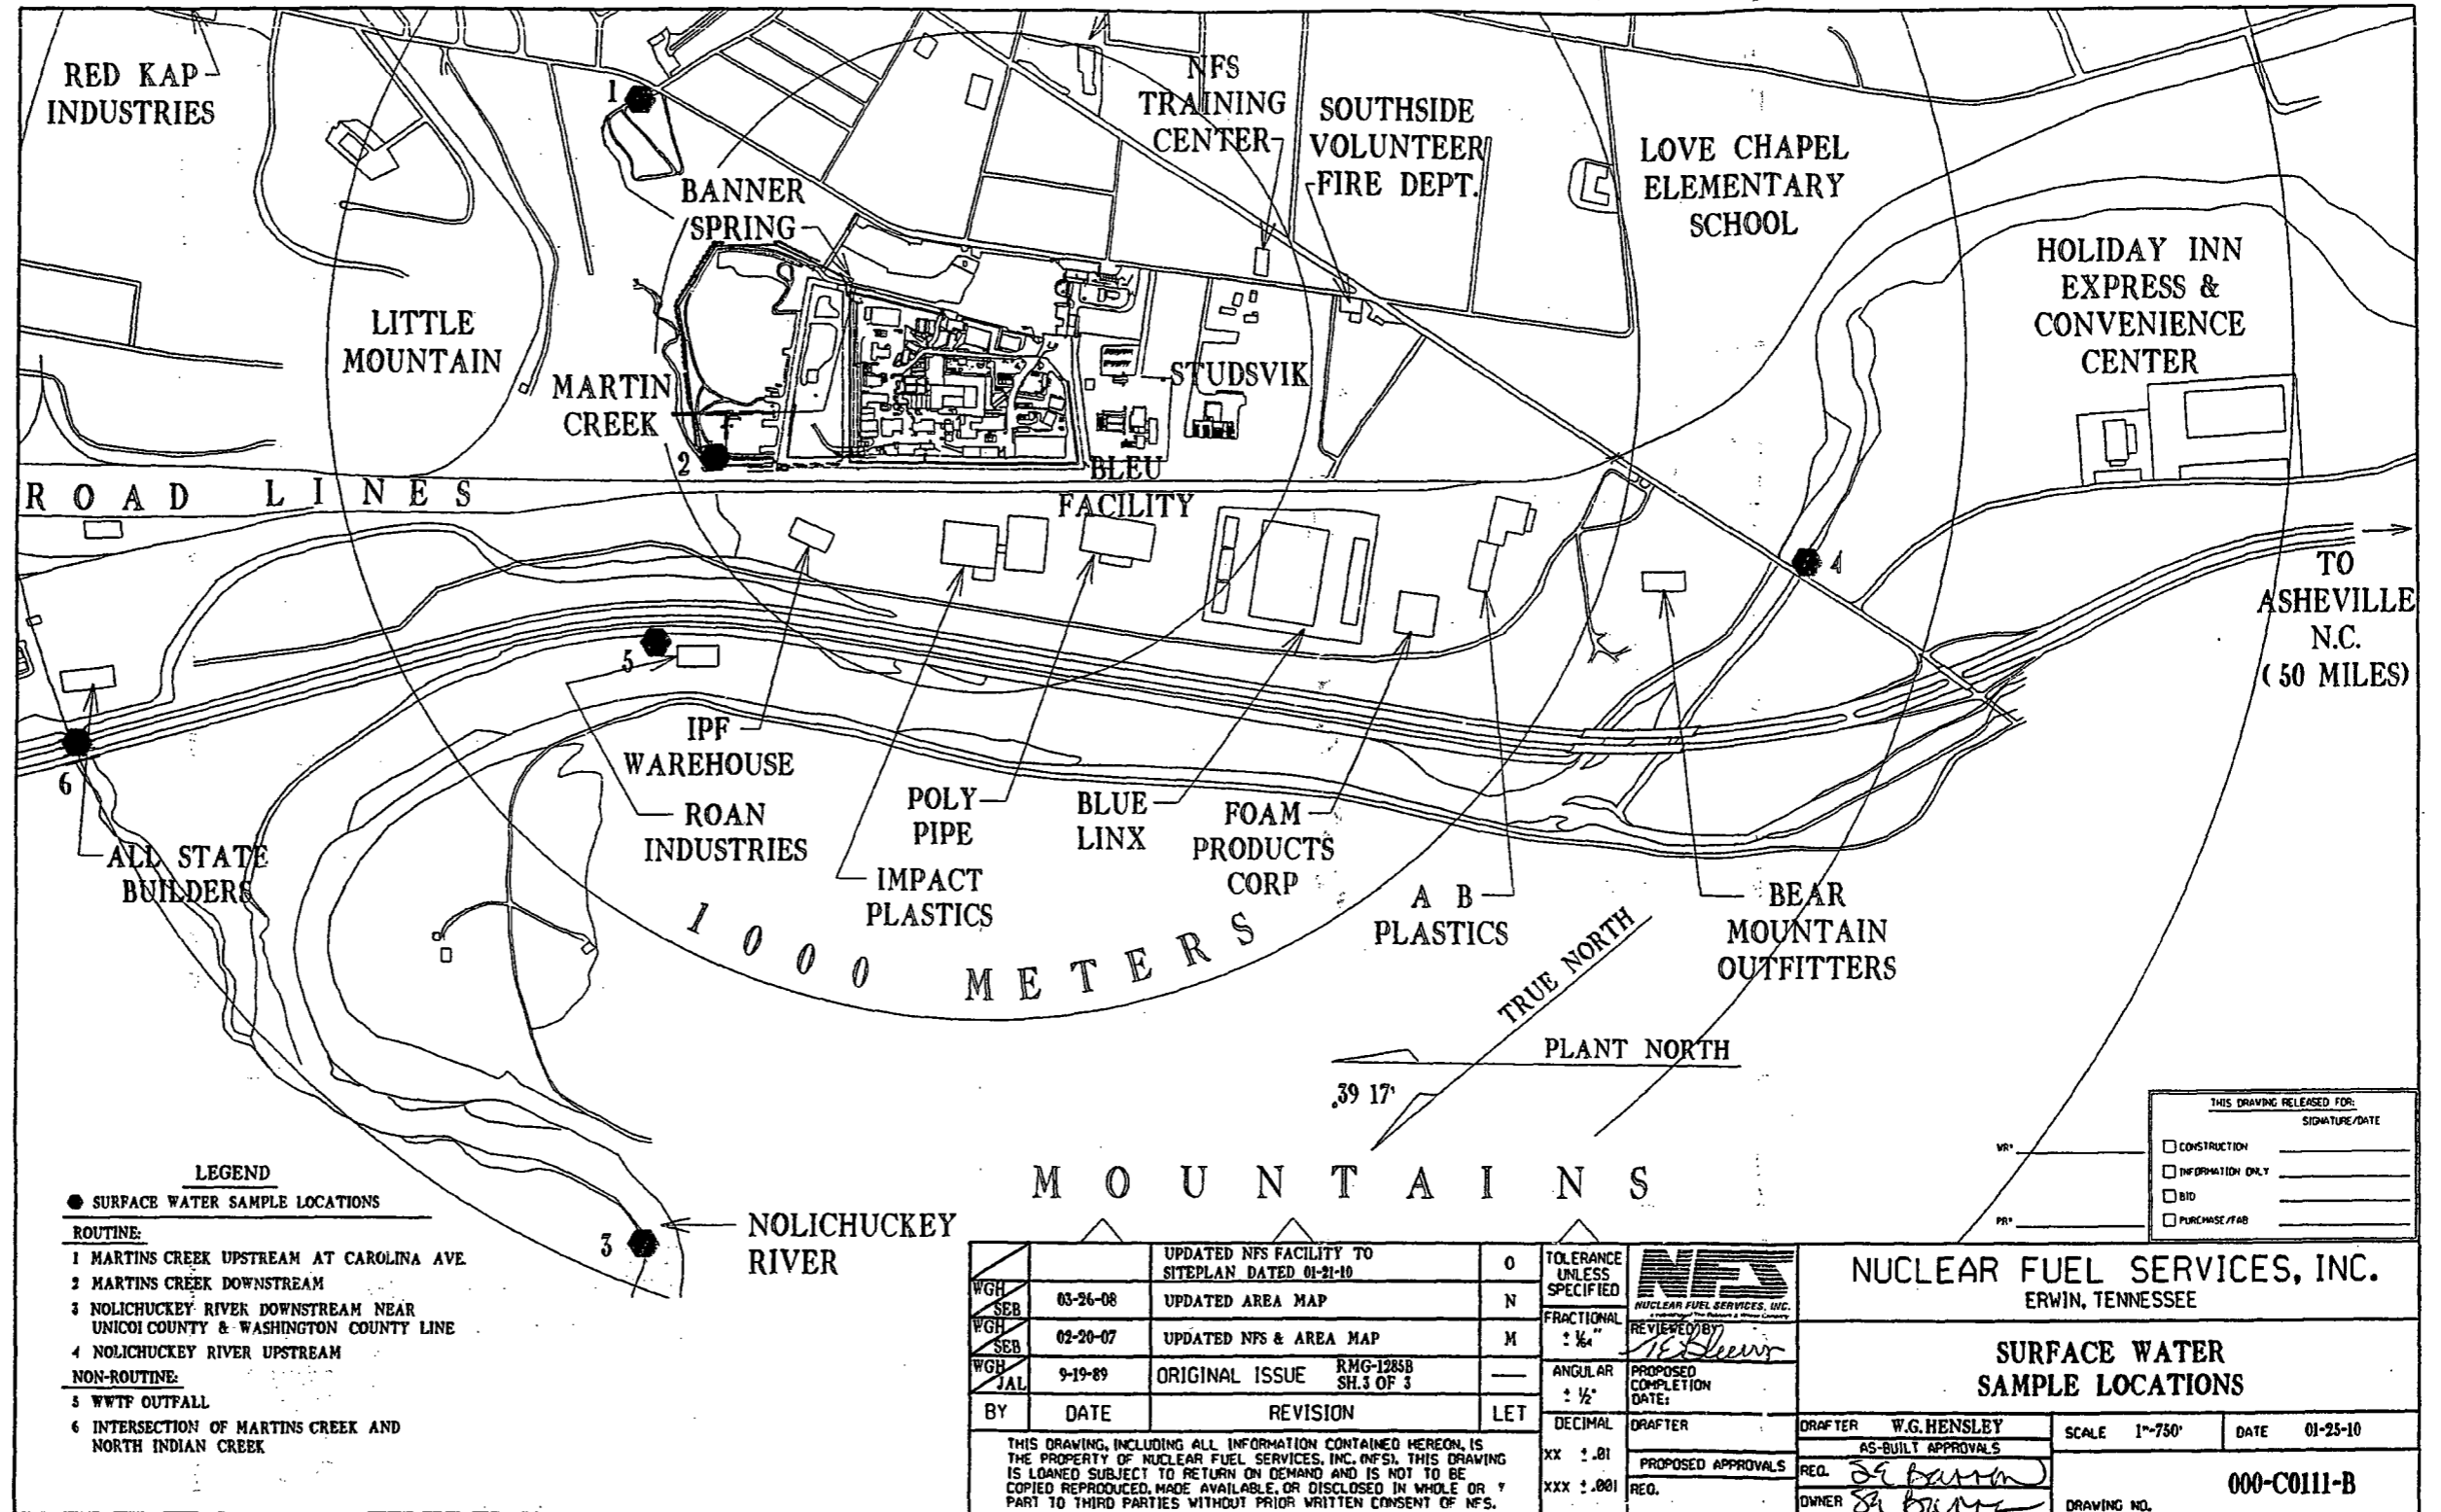 RED KAP
INDUSTRIES
1
NFS
TRAINING
CENTER
SOUTHSIDE
VOLUNTEER
FIRE DEPT.
LOVE CHAPEL
ELEMENTARY
SCHOOL
BANNER
SPRING
HOLIDAY INN
EXPRESS &
CONVENIENCE
CENTER
LITTLE
MOUNTAIN
MARTIN
CREEK
STUDSVIK
2
BLEU
FACILITY
ROAD LINES
4
TO
ASHEVILLE
N.C.
( 50 MILES)
5
6
IPF
WAREHOUSE
ROAN
INDUSTRIES
POLY
PIPE
IMPACT
PLASTICS
BLUE
LINX
FOAM
PRODUCTS
CORP
A B
PLASTICS
BEAR
MOUNTAIN
OUTFITTERS
ALL STATE
BUILDERS
1000 METERS
TRUE NORTH
PLANT NORTH
39 17'
MOUNTAINS
3
NOLICHUCKEY
RIVER
LEGEND
SURFACE WATER SAMPLE LOCATIONS
ROUTINE:
1 MARTINS CREEK UPSTREAM AT CAROLINA AVE.
2 MARTINS CREEK DOWNSTREAM
3 NOLICHUCKEY RIVER DOWNSTREAM NEAR
UNICOI COUNTY & WASHINGTON COUNTY LINE
4 NOLICHUCKEY RIVER UPSTREAM
NON-ROUTINE:
5 WWTF OUTFALL
6 INTERSECTION OF MARTINS CREEK AND
NORTH INDIAN CREEK
THIS DRAWING RELEASED FOR:
SIGNATURE/DATE
CONSTRUCTION
INFORMATION ONLY
BID
PURCHASE/FAB
WR#
PR#
UPDATED NFS FACILITY TO
SITEPLAN DATED 01-21-10
O
WGH SEB 03-26-08 UPDATED AREA MAP N
WGH SEB 02-20-07 UPDATED NFS & AREA MAP M
WGH JAL 9-19-89 ORIGINAL ISSUE RMG-1285B
SH.3 OF 3
BY DATE REVISION LET
THIS DRAWING, INCLUDING ALL INFORMATION CONTAINED HEREON, IS
THE PROPERTY OF NUCLEAR FUEL SERVICES, INC. (NFS). THIS DRAWING
IS LOANED SUBJECT TO RETURN ON DEMAND AND IS NOT TO BE
COPIED REPRODUCED, MADE AVAILABLE, OR DISCLOSED IN WHOLE OR
PART TO THIRD PARTIES WITHOUT PRIOR WRITTEN CONSENT OF NFS.
TOLERANCE
UNLESS
SPECIFIED
FRACTIONAL
± 1/64"
ANGULAR
± ½°
DECIMAL
XX ± .01
XXX ± .001
NFS
NUCLEAR FUEL SERVICES, INC.
REVIEWED BY
PROPOSED
COMPLETION
DATE:
DRAFTER
PROPOSED APPROVALS
REQ.
NUCLEAR FUEL SERVICES, INC.
ERWIN, TENNESSEE
SURFACE WATER
SAMPLE LOCATIONS
DRAFTER W.G.HENSLEY
SCALE 1"-750'
DATE 01-25-10
AS-BUILT APPROVALS
REQ.
OWNER
000-C0111-B
DRAWING NO.